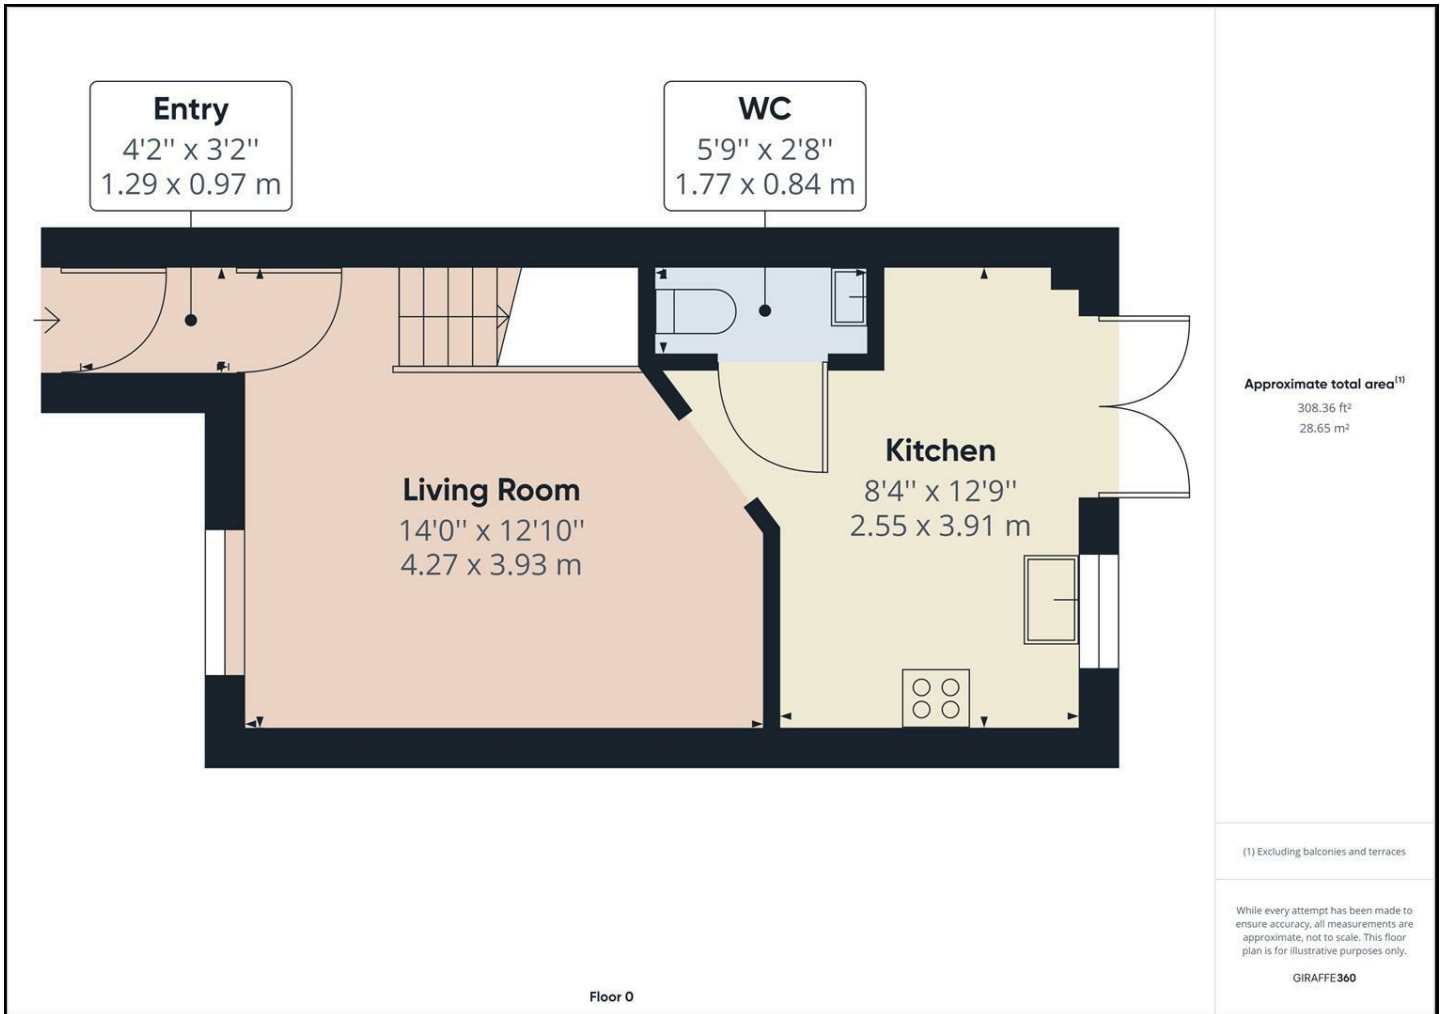 Entry
4'2'' x 3'2''
1.29 x 0.97 m
WC
5'9'' x 2'8''
1.77 x 0.84 m
Living Room
14'0'' x 12'10''
4.27 x 3.93 m
Kitchen
8'4'' x 12'9''
2.55 x 3.91 m
Floor 0
Approximate total area(1)
308.36 ft²
28.65 m²
(1) Excluding balconies and terraces
While every attempt has been made to
ensure accuracy, all measurements are
approximate, not to scale. This floor
plan is for illustrative purposes only.
GIRAFFE360